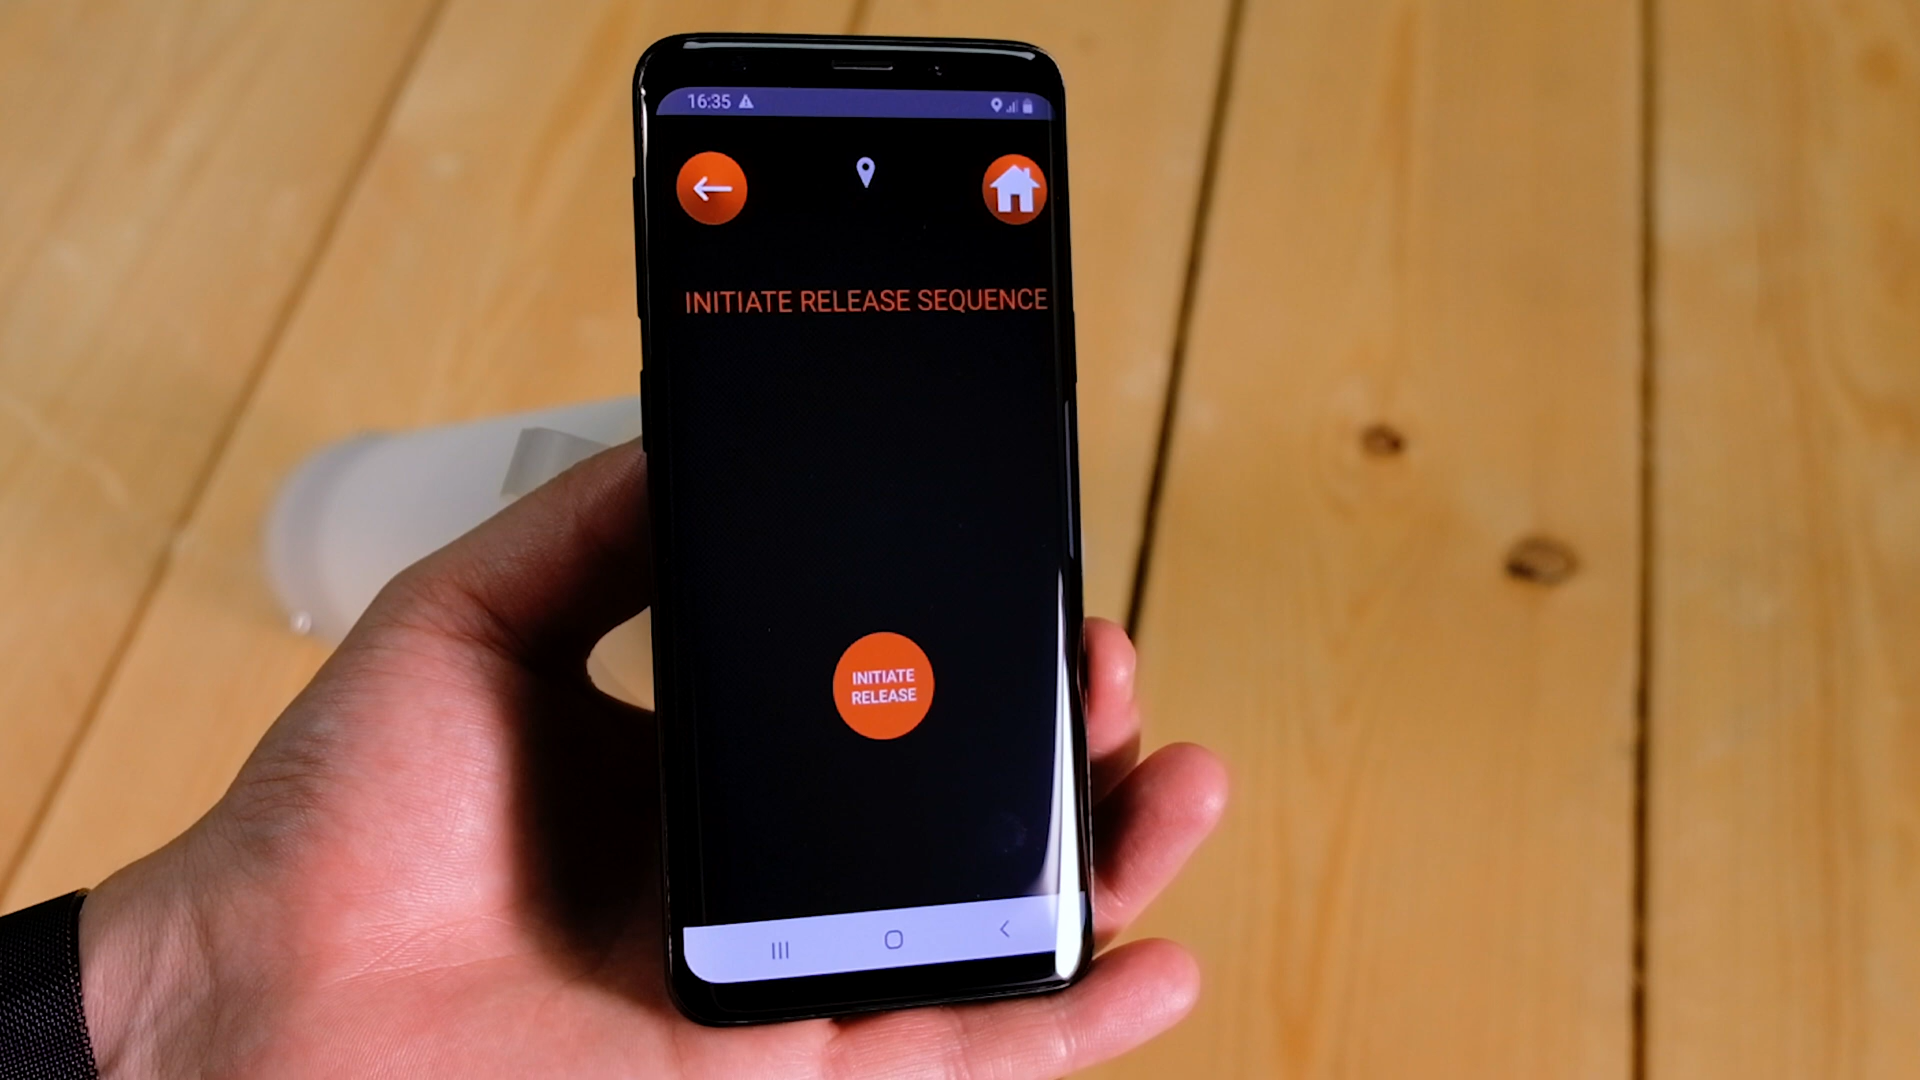 16:35
INITIATE RELEASE SEQUENCE
INITIATE
RELEASE